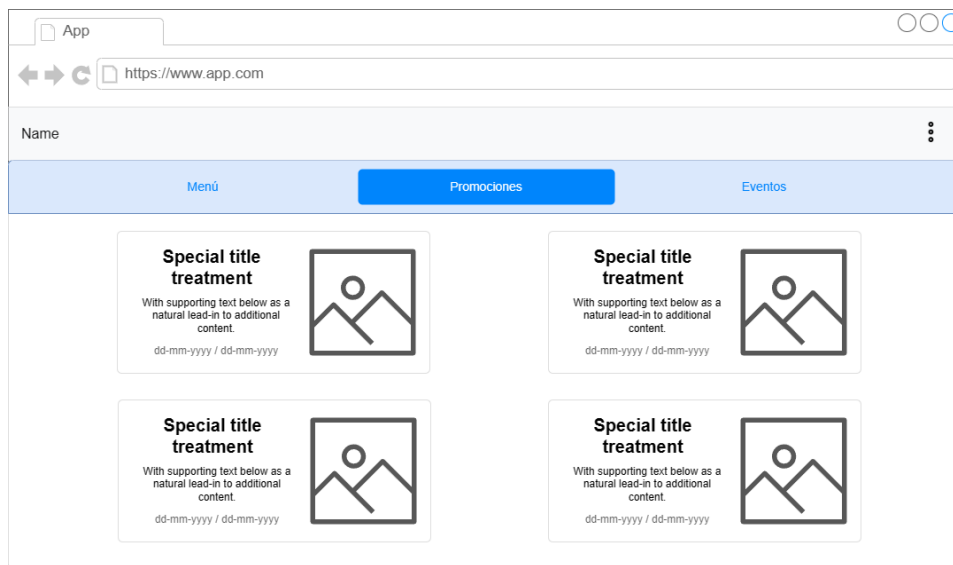 App
https://www.app.com
Name
Menú
Promociones
Eventos
Special title
treatment
With supporting text below as a
natural lead-in to additional
content.
dd-mm-yyyy / dd-mm-yyyy
Special title
treatment
With supporting text below as a
natural lead-in to additional
content.
dd-mm-yyyy / dd-mm-yyyy
Special title
treatment
With supporting text below as a
natural lead-in to additional
content.
dd-mm-yyyy / dd-mm-yyyy
Special title
treatment
With supporting text below as a
natural lead-in to additional
content.
dd-mm-yyyy / dd-mm-yyyy